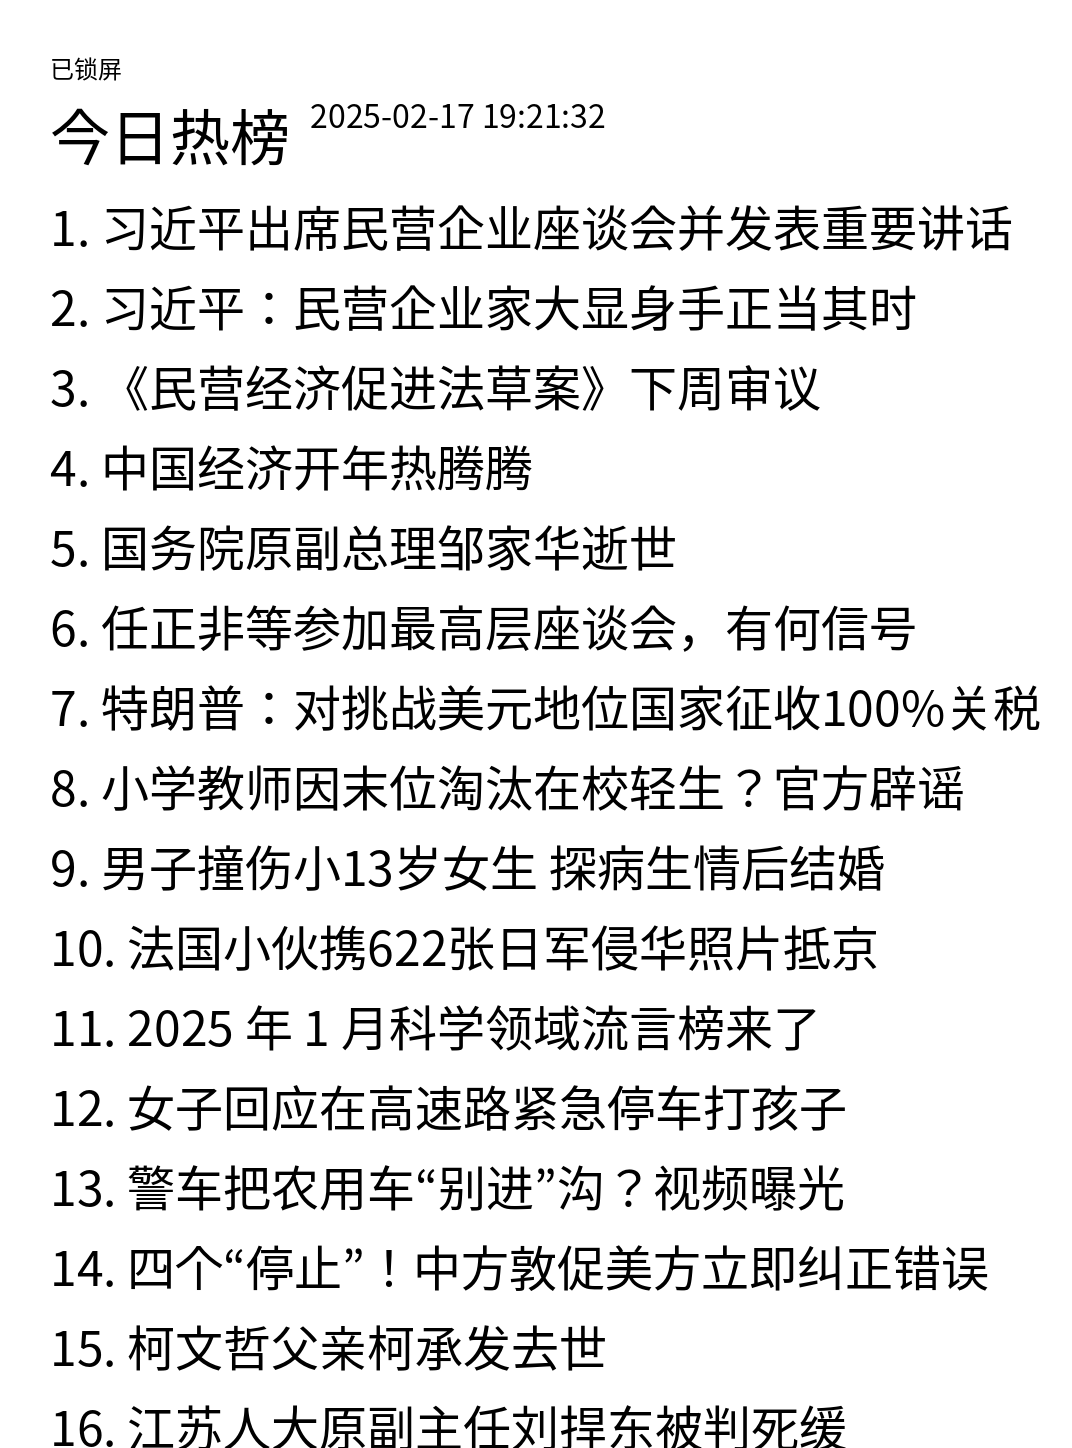 已锁屏
今日热榜 2025-02-17 19:21:32
1. 习近平出席民营企业座谈会并发表重要讲话
2. 习近平：民营企业家大显身手正当其时
3. 《民营经济促进法草案》下周审议
4. 中国经济开年热腾腾
5. 国务院原副总理邹家华逝世
6. 任正非等参加最高层座谈会，有何信号
7. 特朗普：对挑战美元地位国家征收100%关税
8. 小学教师因末位淘汰在校轻生？官方辟谣
9. 男子撞伤小13岁女生 探病生情后结婚
10. 法国小伙携622张日军侵华照片抵京
11. 2025 年 1 月科学领域流言榜来了
12. 女子回应在高速路紧急停车打孩子
13. 警车把农用车“别进”沟？视频曝光
14. 四个“停止”！中方敦促美方立即纠正错误
15. 柯文哲父亲柯承发去世
16. 江苏人大原副主任刘捍东被判死缓